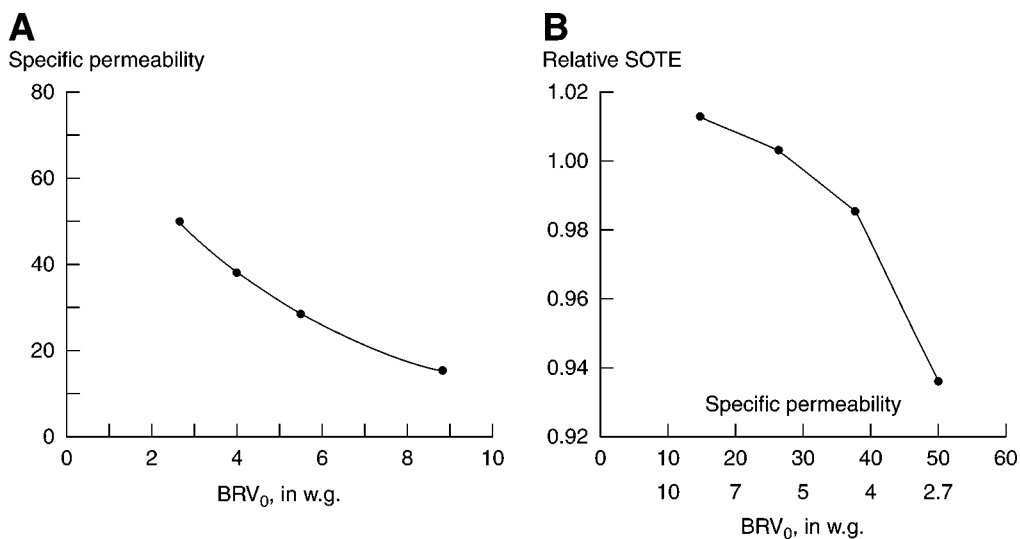 A
Specific permeability
80
60
40
20
0
0 2 4 6 8 10
BRV0, in w.g.
B
Relative SOTE
1.02
1.00
0.98
0.96
0.94
0.92
Specific permeability
0 10 20 30 40 50 60
10 7 5 4 2.7
BRV0, in w.g.